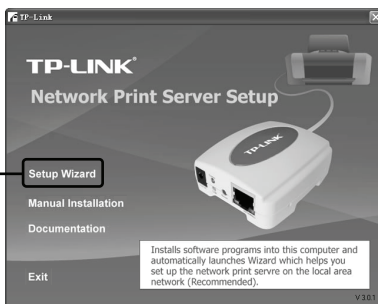 TP-Link
TP-LINK®
Network Print Server Setup
TP-LINK
Setup Wizard
Manual Installation
Documentation
Installs software programs into this computer and
automatically launches Wizard which helps you
set up the network print servre on the local area
network (Recommended).
Exit
V 3.0.1